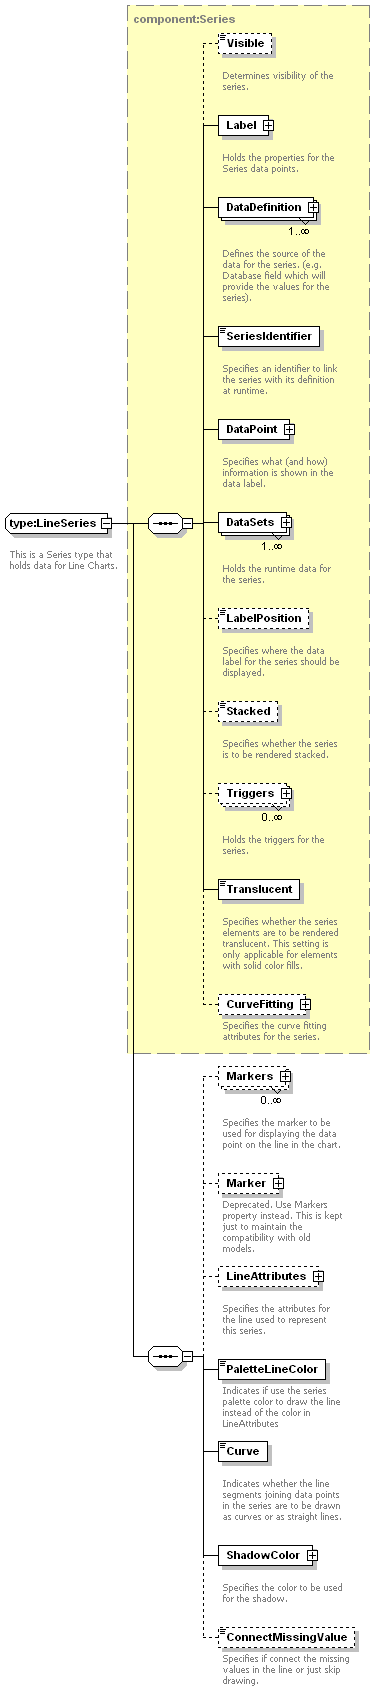 component:Series
Visible
Determines visibility of the
series.
Label
Holds the properties for the
Series data points.
DataDefinition
1..∞
Defines the source of the
data for the series. (e.g.
Database field which will
provide the values for the
series).
SeriesIdentifier
Specifies an identifier to link
the series with its definition
at runtime.
DataPoint
Specifies what (and how)
information is shown in the
data label.
type:LineSeries
This is a Series type that
holds data for Line Charts.
DataSets
1..∞
Holds the runtime data for
the series.
LabelPosition
Specifies where the data
label for the series should be
displayed.
Stacked
Specifies whether the series
is to be rendered stacked.
Triggers
0..∞
Holds the triggers for the
series.
Translucent
Specifies whether the series
elements are to be rendered
translucent. This setting is
only applicable for elements
with solid color fills.
CurveFitting
Specifies the curve fitting
attributes for the series.
Markers
0..∞
Specifies the marker to be
used for displaying the data
point on the line in the chart.
Marker
Deprecated. Use Markers
property instead. This is kept
just to maintain the
compatibility with old
models.
LineAttributes
Specifies the attributes for
the line used to represent
this series.
PaletteLineColor
Indicates if use the series
palette color to draw the line
instead of the color in
LineAttributes
Curve
Indicates whether the line
segments joining data points
in the series are to be drawn
as curves or as straight lines.
ShadowColor
Specifies the color to be used
for the shadow.
ConnectMissingValue
Specifies if connect the missing
values in the line or just skip
drawing.